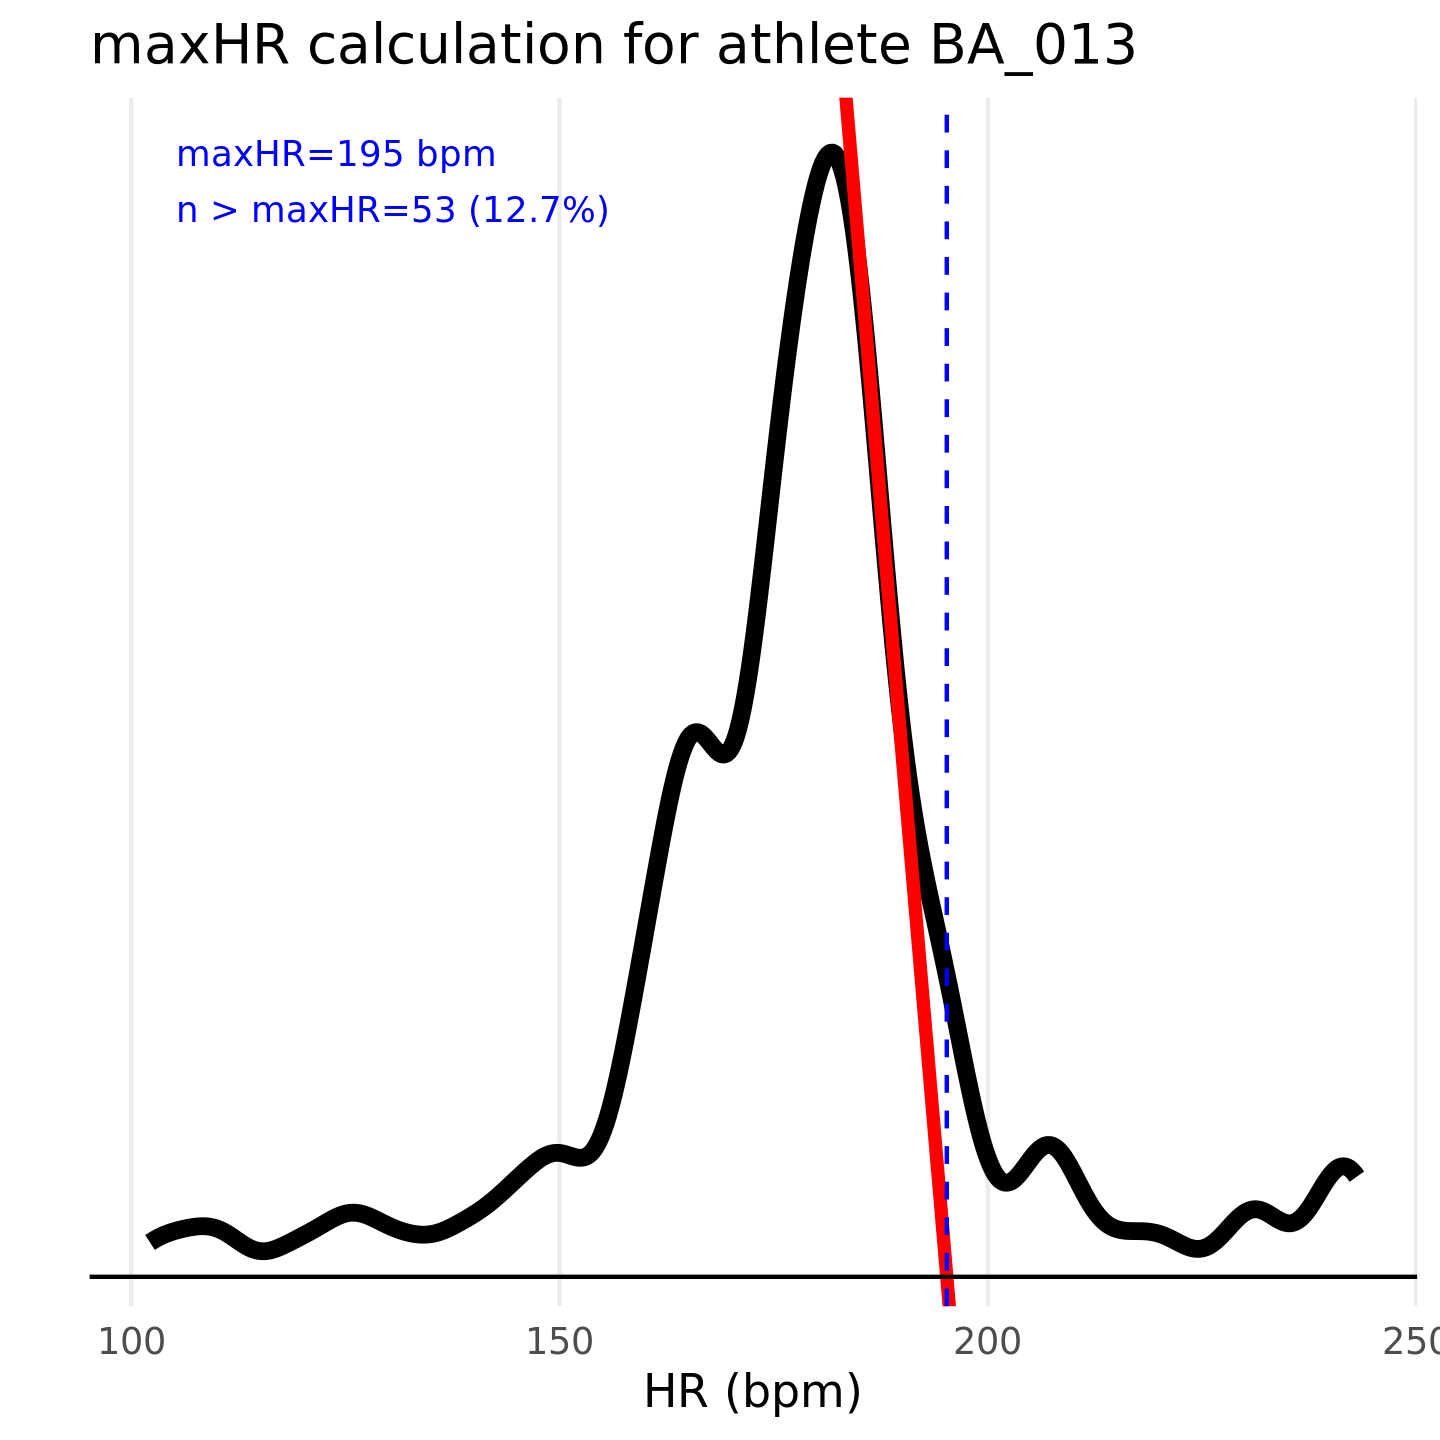 maxHR calculation for athlete BA_013
maxHR=195 bpm
n > maxHR=53 (12.7%)
100 150 200 250
HR (bpm)